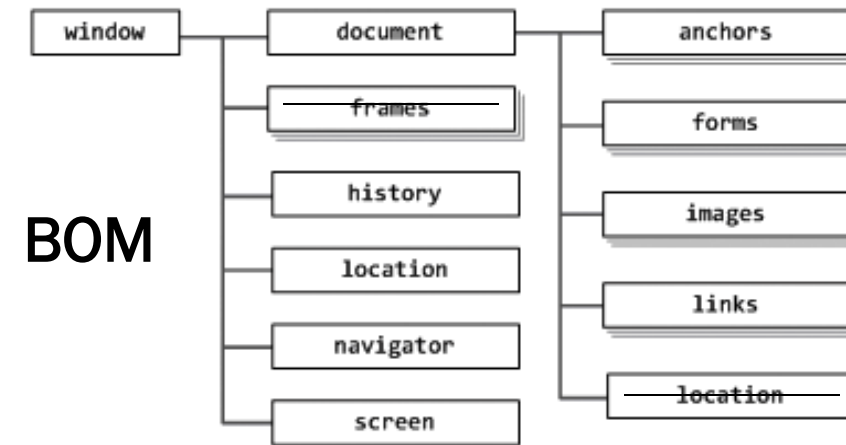 window
document
anchors
frames
forms
history
images
BOM
location
links
navigator
location
screen